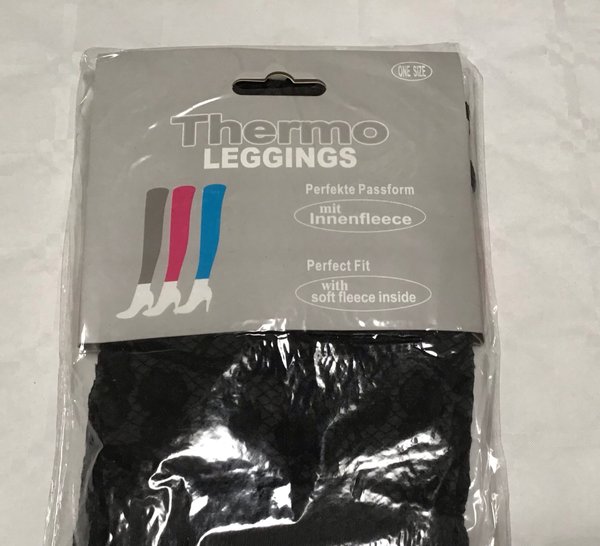 ONE SIZE
Thermo
LEGGINGS
Perfekte Passform
mit
Innenfleece
Perfect Fit
with
soft fleece inside